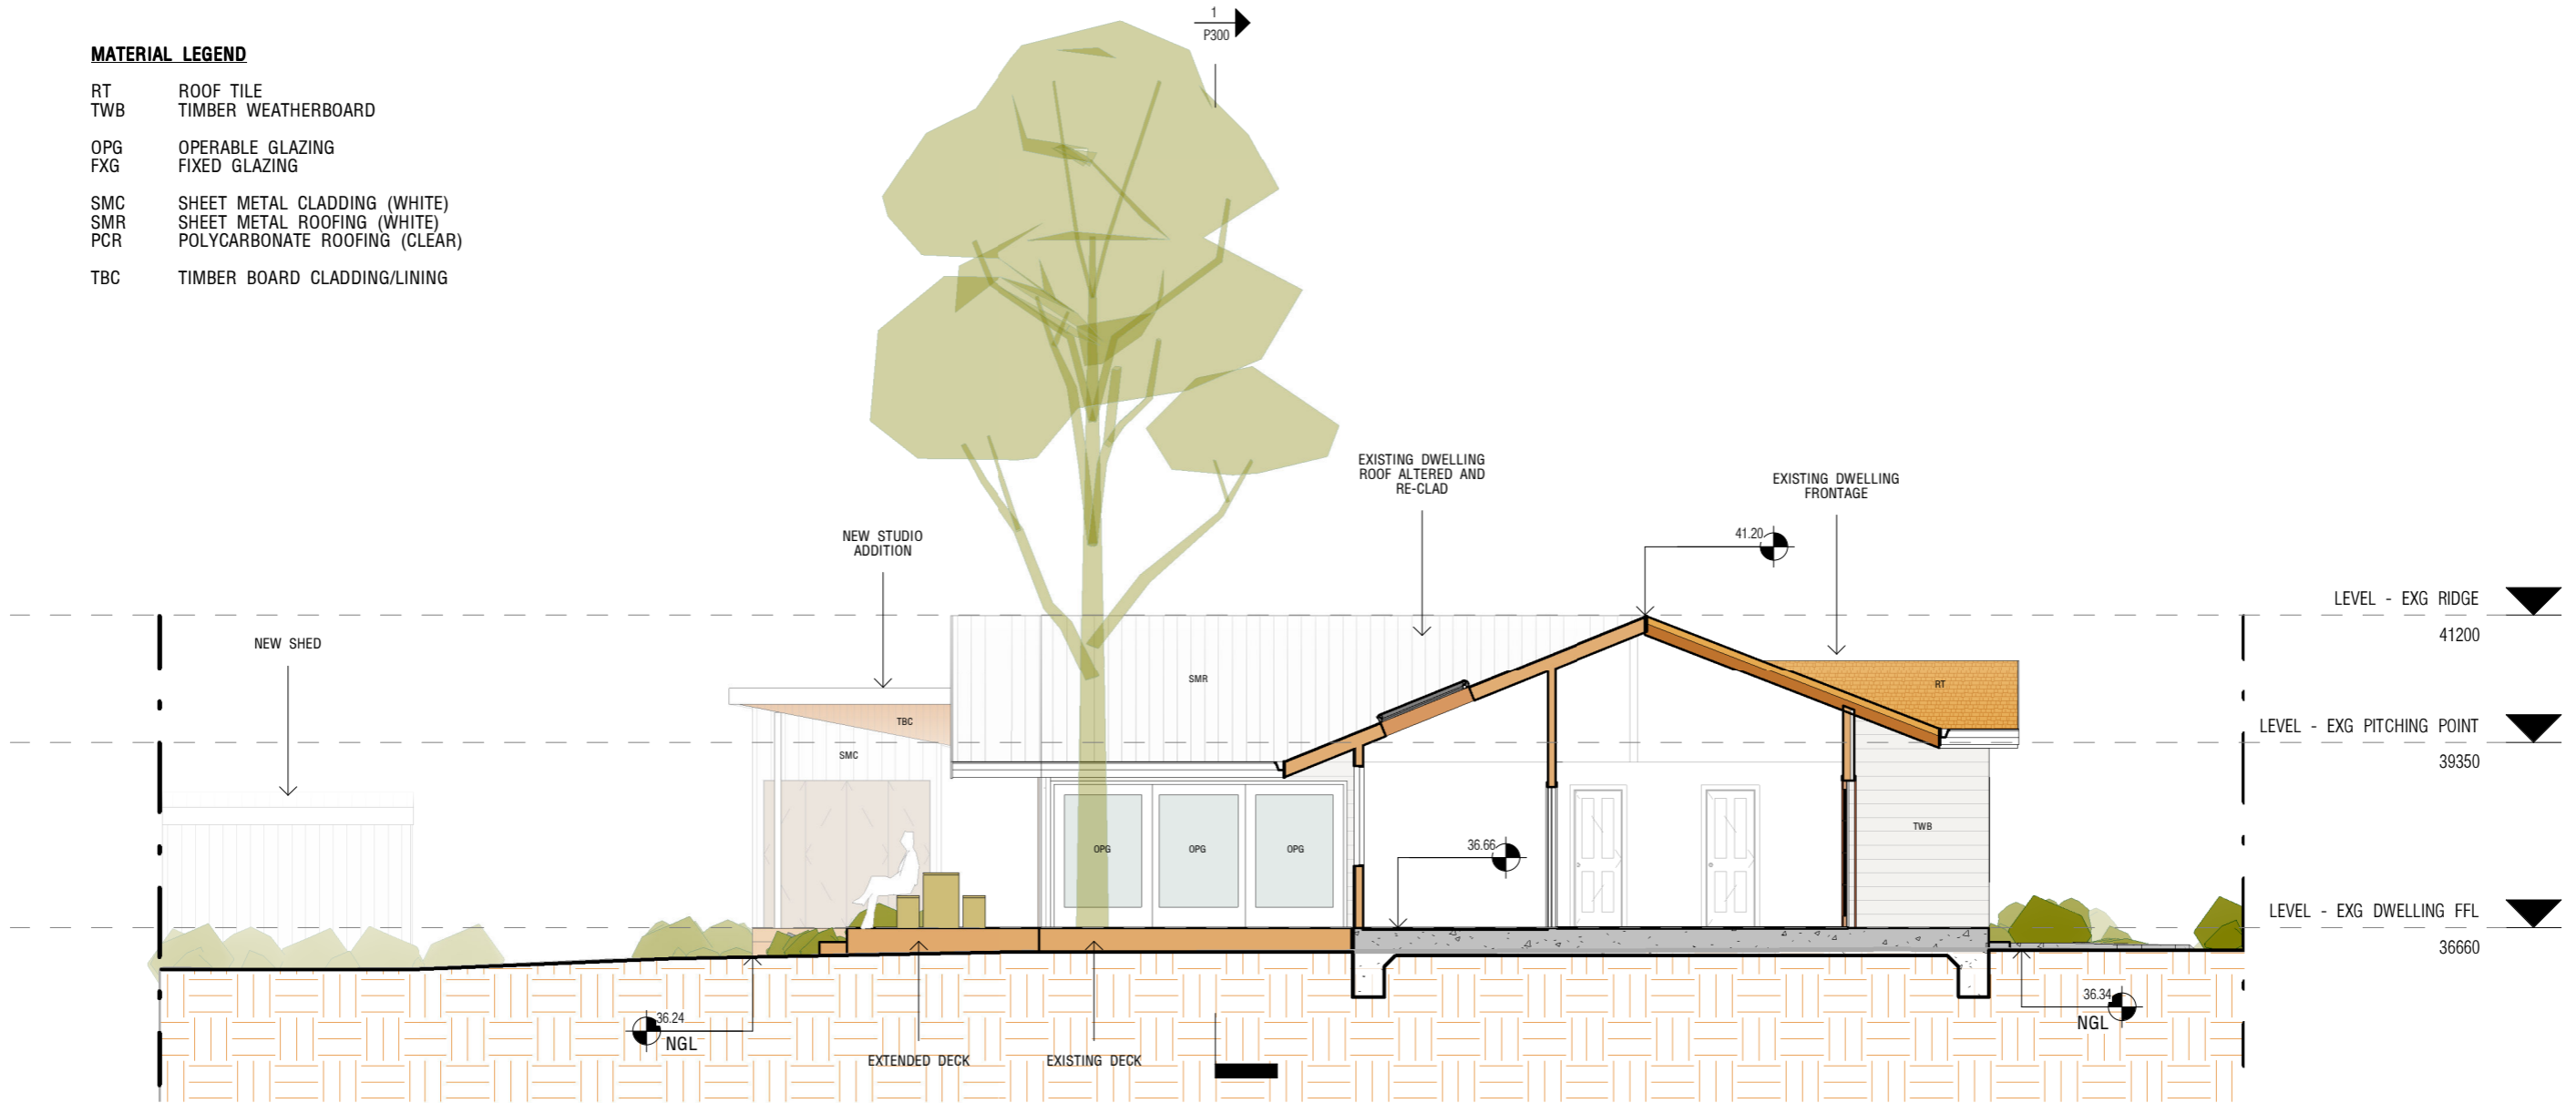 1
P300
MATERIAL LEGEND
RT ROOF TILE
TWB TIMBER WEATHERBOARD
OPG OPERABLE GLAZING
FXG FIXED GLAZING
SMC SHEET METAL CLADDING (WHITE)
SMR SHEET METAL ROOFING (WHITE)
PCR POLYCARBONATE ROOFING (CLEAR)
TBC TIMBER BOARD CLADDING/LINING
EXISTING DWELLING
ROOF ALTERED AND
RE-CLAD
EXISTING DWELLING
FRONTAGE
NEW STUDIO
ADDITION
41.20
LEVEL - EXG RIDGE
41200
NEW SHED
SMR
RT
TBC
LEVEL - EXG PITCHING POINT
39350
SMC
TWB
36.66
OPG
OPG
OPG
LEVEL - EXG DWELLING FFL
36660
36.34
NGL
36.24
NGL
EXTENDED DECK
EXISTING DECK